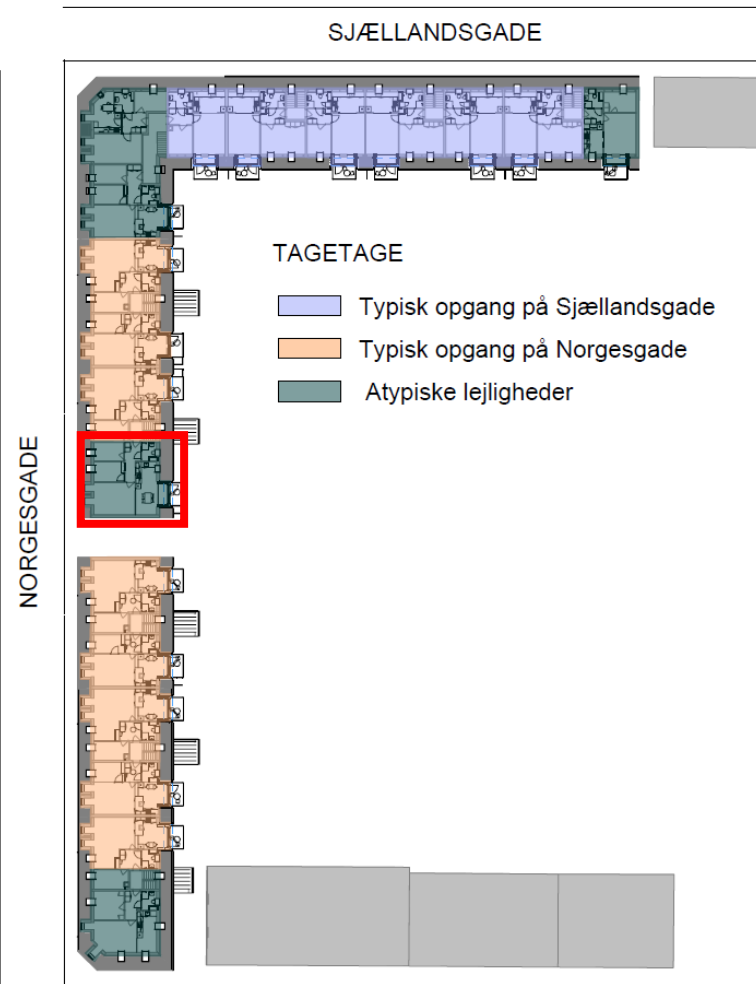 SJÆLLANDSGADE
TAGETAGE
Typisk opgang på Sjællandsgade
Typisk opgang på Norgesgade
Atypiske lejligheder
NORGESGADE